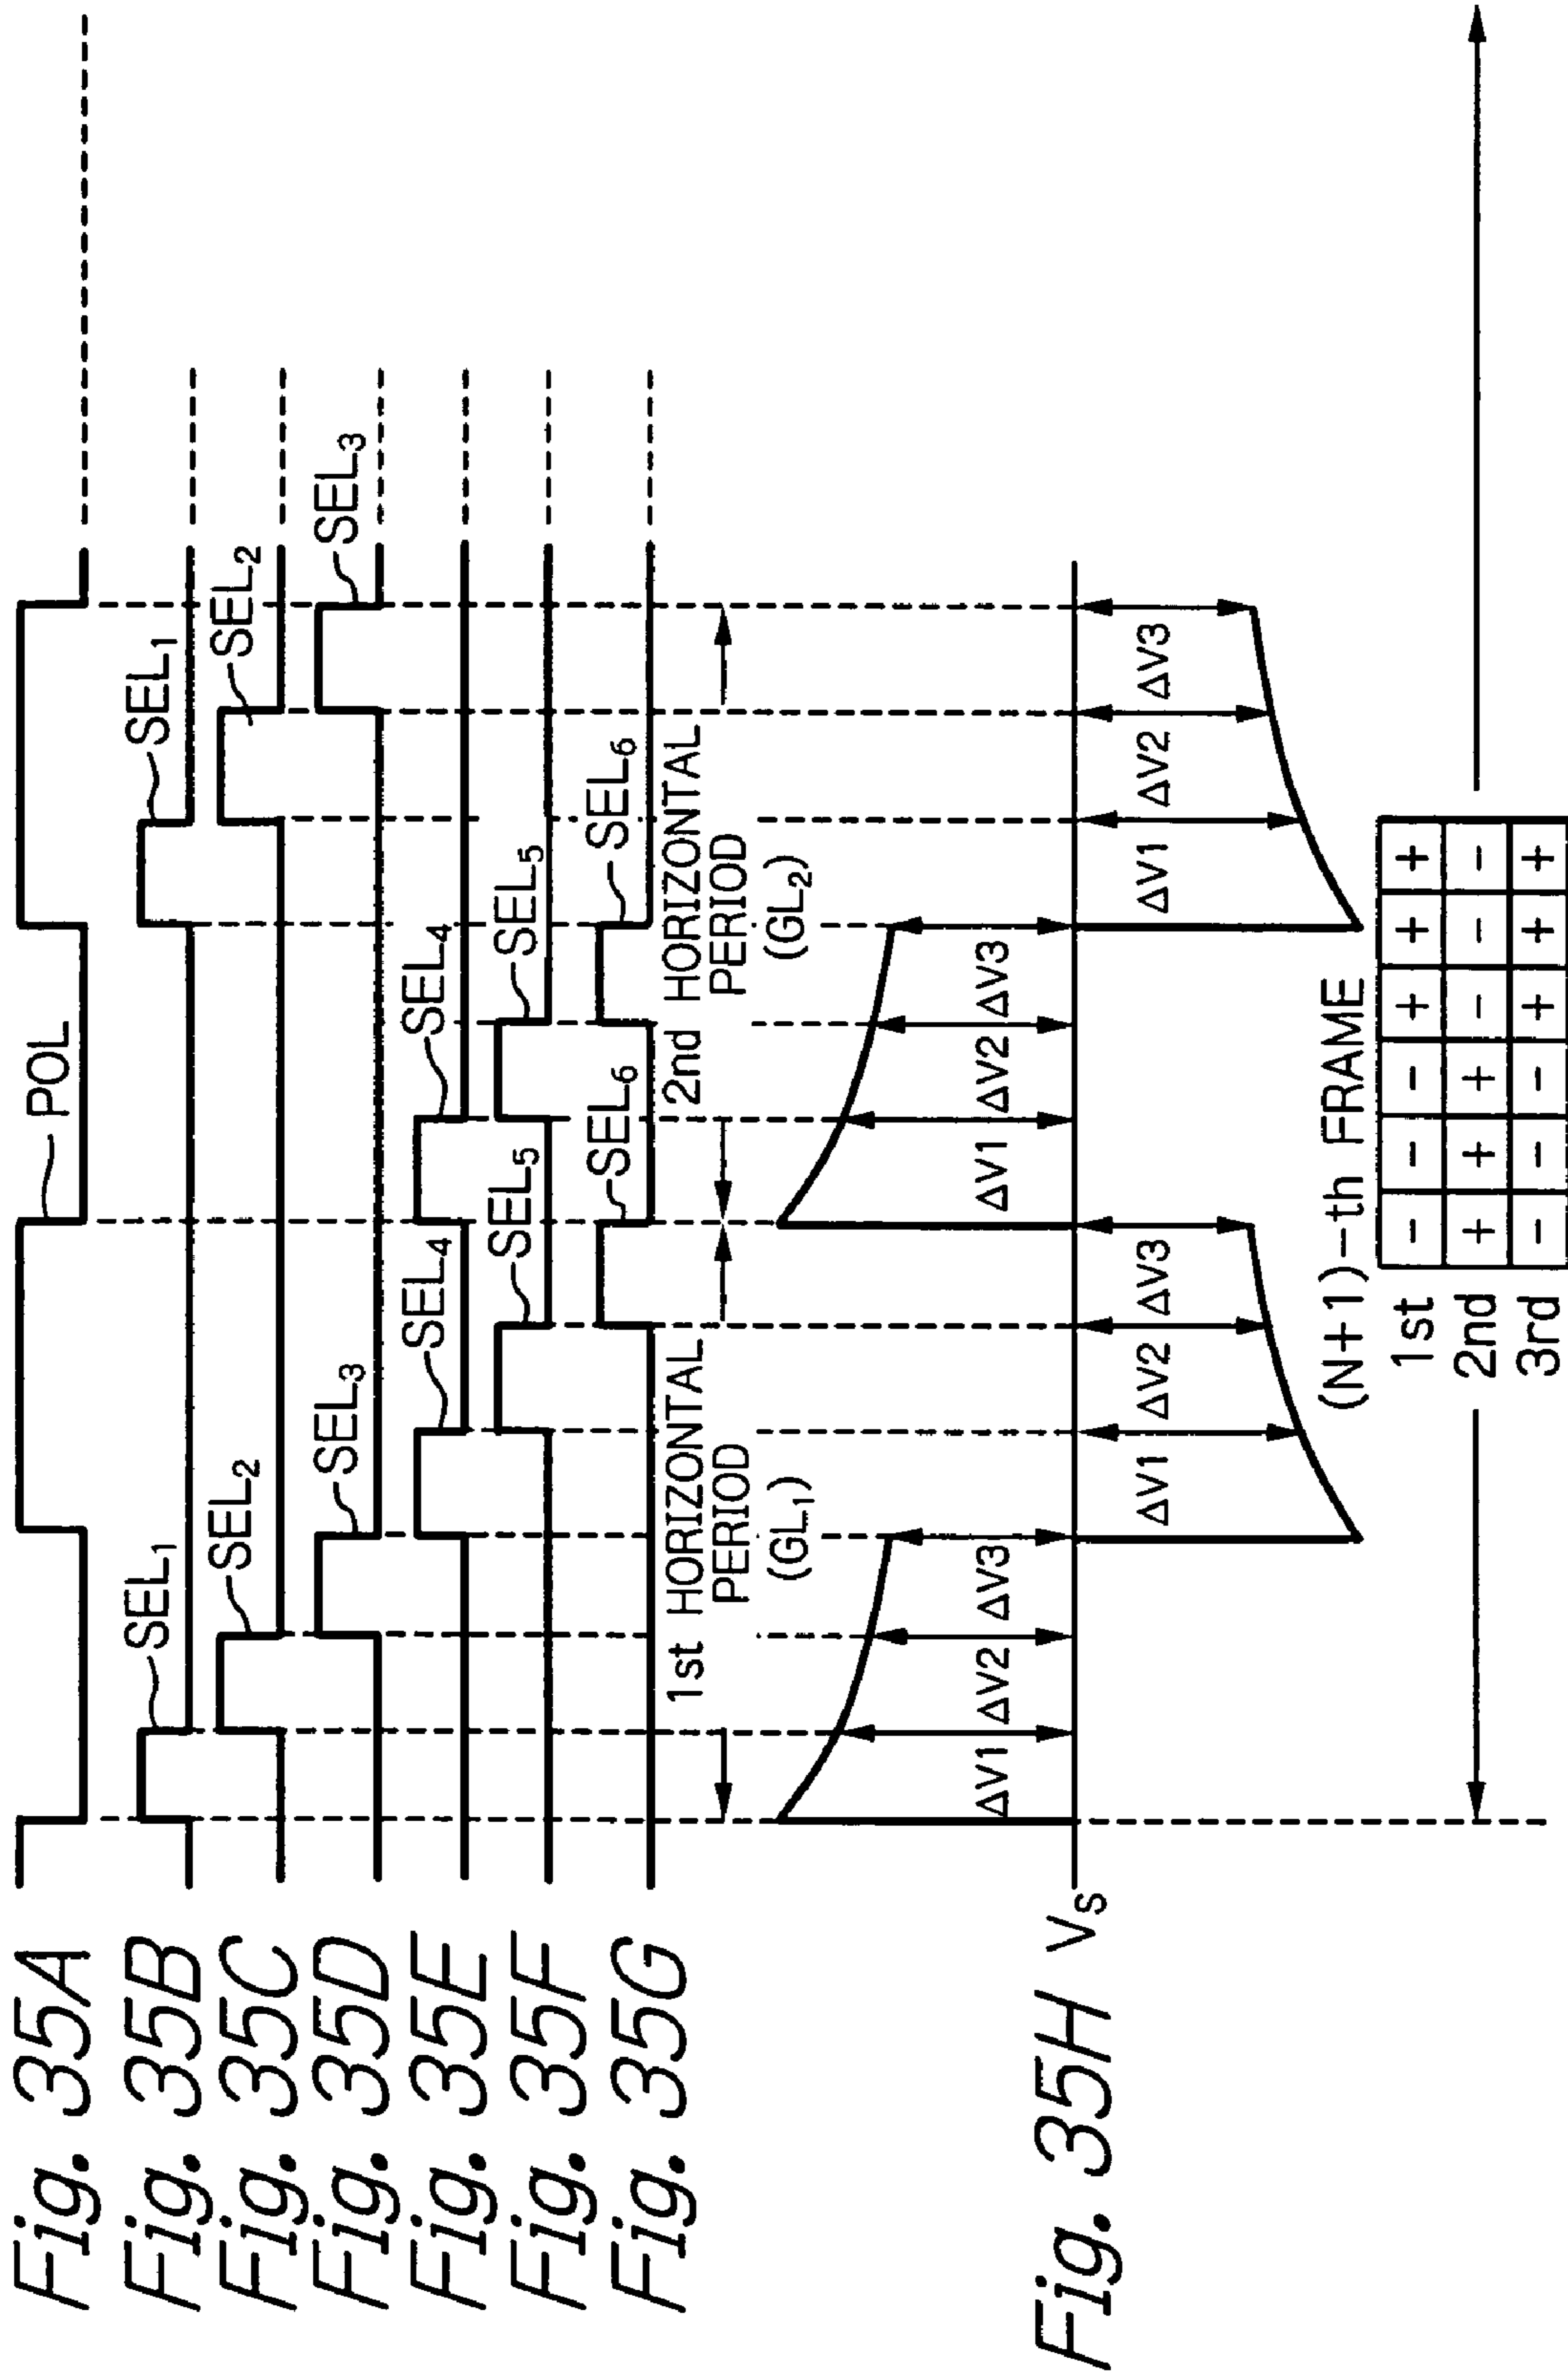 Fig. 35A POL
Fig. 35B SEL₁ SEL₁
Fig. 35C SEL₂ SEL₂
Fig. 35D SEL₃ SEL₃
Fig. 35E SEL₄ SEL₄
Fig. 35F SEL₅ SEL₅
Fig. 35G SEL₆ SEL₆
1st HORIZONTAL
PERIOD
(GL₁)
2nd HORIZONTAL
PERIOD
(GL₂)
ΔV1 ΔV2 ΔV3 ΔV1 ΔV2 ΔV3
Fig. 35H Vs
ΔV1 ΔV2 ΔV3 ΔV1 ΔV2 ΔV3
(N+1)-th FRAME
1st - - - + + +
2nd + + + - - -
3rd - - - + + +